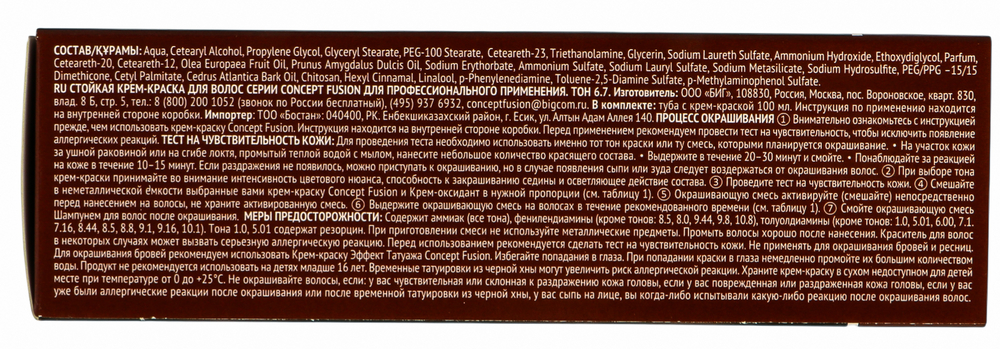 СОСТАВ/ҚҰРАМЫ: Aqua, Cetearyl Alcohol, Propylene Glycol, Glyceryl Stearate, PEG-100 Stearate, Ceteareth-23, Triethanolamine, Glycerin, Sodium Laureth Sulfate, Ammonium Hydroxide, Ethoxydiglycol, Parfum,
Ceteareth-20, Ceteareth-12, Olea Europaea Fruit Oil, Prunus Amygdalus Dulcis Oil, Sodium Erythorbate, Ammonium Sulfate, Sodium Lauryl Sulfate, Sodium Metasilicate, Sodium Hydrosulfite, PEG/PPG –15/15
Dimethicone, Cetyl Palmitate, Cedrus Atlantica Bark Oil, Chitosan, Hexyl Cinnamal, Linalool, p-Phenylenediamine, Toluene-2,5-Diamine Sulfate, p-Methylaminophenol Sulfate.
RU СТОЙКАЯ КРЕМ-КРАСКА ДЛЯ ВОЛОС СЕРИИ CONCEPT FUSION ДЛЯ ПРОФЕССИОНАЛЬНОГО ПРИМЕНЕНИЯ. ТОН 6.7. Изготовитель: ООО «БИГ», 108830, Россия, Москва, пос. Вороновское, кварт. 830,
влад. 8 Б, стр. 5, тел.: 8 (800) 200 1052 (звонок по России бесплатный), (495) 937 6932, conceptfusion@bigcom.ru. В комплекте: туба с крем-краской 100 мл. Инструкция по применению находится
на внутренней стороне коробки. Импортер: ТОО «Бостан»: 040400, РК. Енбекшиказахский район, г. Есик, ул. Алтын Адам Аллея 140. ПРОЦЕСС ОКРАШИВАНИЯ ① Внимательно ознакомьтесь с инструкцией
прежде, чем использовать крем-краску Concept Fusion. Инструкция находится на внутренней стороне коробки. Перед применением рекомендуем провести тест на чувствительность, чтобы исключить появление
аллергических реакций. ТЕСТ НА ЧУВСТВИТЕЛЬНОСТЬ КОЖИ: Для проведения теста необходимо использовать именно тот тон краски или ту смесь, которыми планируется окрашивание. • На участок кожи
за ушной раковиной или на сгибе локтя, промытый теплой водой с мылом, нанесите небольшое количество красящего состава. • Выдержите в течение 20–30 минут и смойте. • Понаблюдайте за реакцией
на коже в течение 10–15 минут. Если раздражения не появилось, можно приступать к окрашиванию, но в случае появления сыпи или зуда следует воздержаться от окрашивания волос. ② При выборе тона
крем-краски принимайте во внимание интенсивность цветового нюанса, способность к закрашиванию седины и осветляющее действие состава. ③ Проведите тест на чувствительность кожи. ④ Смешайте
в неметаллической ёмкости выбранные вами крем-краску Concept Fusion и Крем-оксидант в нужной пропорции (см. таблицу 1). ⑤ Окрашивающую смесь активируйте (смешайте) непосредственно
перед нанесением на волосы, не храните активированную смесь. ⑥ Выдержите окрашивающую смесь на волосах в течение рекомендованного времени (см. таблицу 1). ⑦ Смойте окрашивающую смесь
Шампунем для волос после окрашивания. МЕРЫ ПРЕДОСТОРОЖНОСТИ: Содержит аммиак (все тона), фенилендиамины (кроме тонов: 8.5, 8.0, 9.44, 9.8, 10.8), толуолдиамины (кроме тонов: 1.0, 5.01, 6.00, 7.1,
7.16, 8.44, 8.5, 8.8, 9.1, 9.16, 10.1). Тона 1.0, 5.01 содержат резорцин. При приготовлении смеси не используйте металлические предметы. Промыть волосы хорошо после нанесения. Краситель для волос
в некоторых случаях может вызвать серьезную аллергическую реакцию. Перед использованием рекомендуется сделать тест на чувствительность кожи. Не применять для окрашивания бровей и ресниц.
Для окрашивания бровей рекомендуем использовать Крем-краску Эффект Татуажа Concept Fusion. Избегайте попадания в глаза. При попадании краски в глаза немедленно промойте их большим количеством
воды. Продукт не рекомендуется использовать на детях младше 16 лет. Временные татуировки из черной хны могут увеличить риск аллергической реакции. Храните крем-краску в сухом недоступном для детей
месте при температуре от 0 до +25°C. Не окрашивайте волосы, если: у вас чувствительная или склонная к раздражению кожа головы, если у вас поврежденная или раздраженная кожа головы, если у вас
уже были аллергические реакции после окрашивания или после временной татуировки из черной хны, у вас сыпь на лице, вы когда-либо испытывали какую-либо реакцию после окрашивания волос.